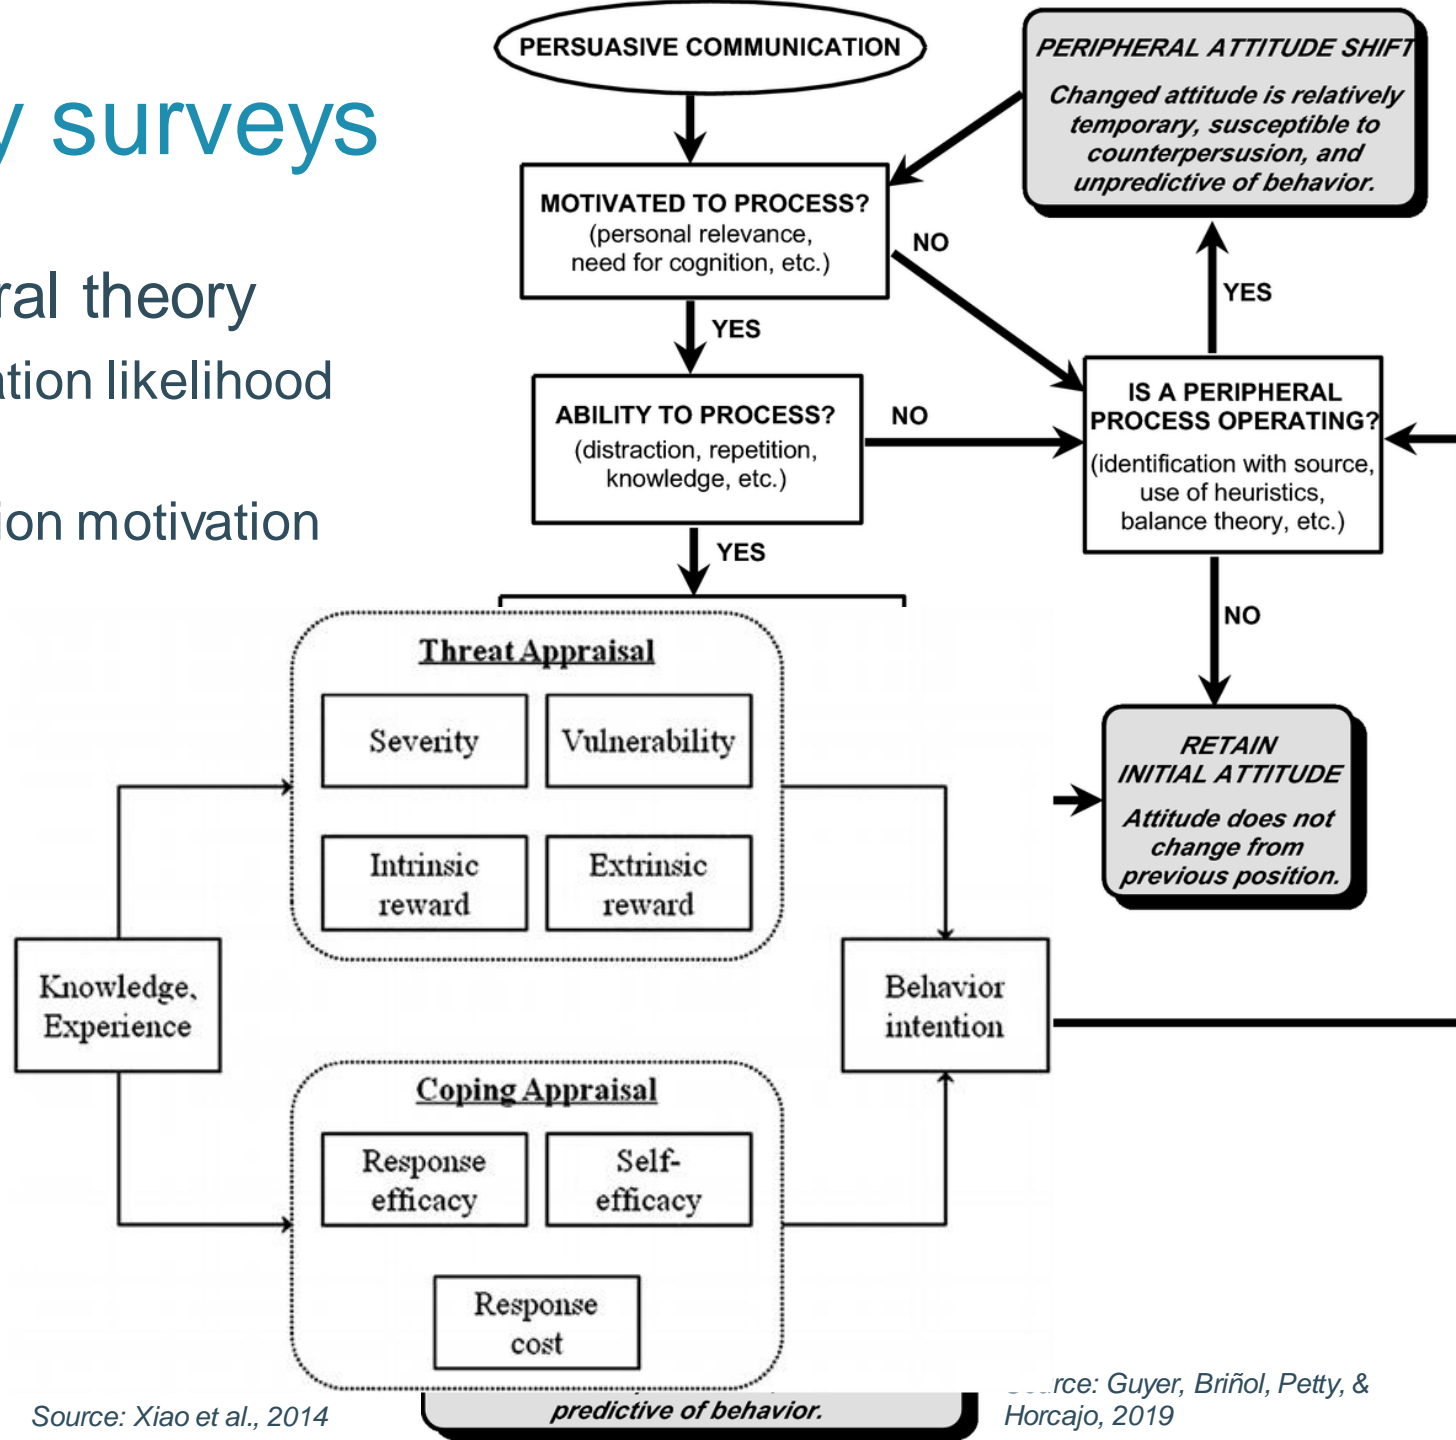 y surveys
ral theory
ation likelihood
ion motivation
PERSUASIVE COMMUNICATION
PERIPHERAL ATTITUDE SHIFT
Changed attitude is relatively
temporary, susceptible to
counterpersusion, and
unpredictive of behavior.
MOTIVATED TO PROCESS?
(personal relevance,
need for cognition, etc.)
NO
YES
YES
ABILITY TO PROCESS?
(distraction, repetition,
knowledge, etc.)
NO
IS A PERIPHERAL
PROCESS OPERATING?
(identification with source,
use of heuristics,
balance theory, etc.)
YES
NO
RETAIN
INITIAL ATTITUDE
Attitude does not
change from
previous position.
Threat Appraisal
Severity
Vulnerability
Intrinsic
reward
Extrinsic
reward
Knowledge,
Experience
Behavior
intention
Coping Appraisal
Response
efficacy
Self-
efficacy
Response
cost
predictive of behavior.
Source: Xiao et al., 2014
Source: Guyer, Briñol, Petty, &
Horcajo, 2019